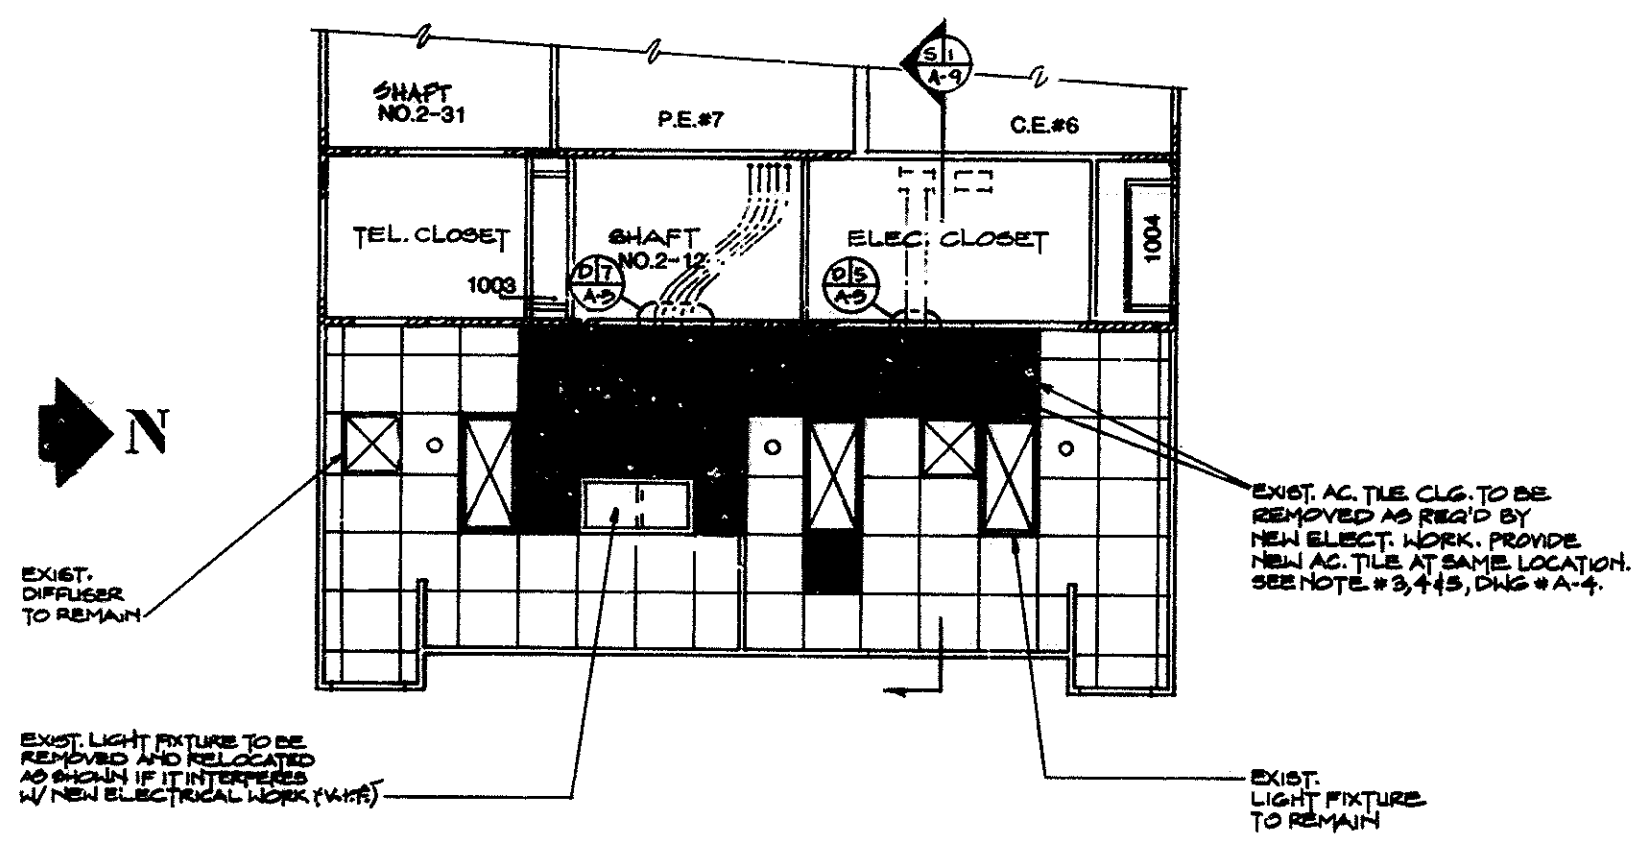 SHAFT
NO.2-31
P.E.#7
S 1
A-9
C.E.#6
TEL. CLOSET
1003
SHAFT
NO.2-12
D 7
A-5
ELEC. CLOSET
D 5
A-5
1004
N
EXIST. AC. TILE CLG. TO BE
REMOVED AS REQ'D BY
NEW ELECT. WORK. PROVIDE
NEW AC. TILE AT SAME LOCATION.
SEE NOTE #3,4&5, DWG # A-4.
EXIST.
DIFFUSER
TO REMAIN
EXIST. LIGHT FIXTURE TO BE
REMOVED AND RELOCATED
AS SHOWN IF IT INTERFERES
W/ NEW ELECTRICAL WORK (V.I.F.)
EXIST.
LIGHT FIXTURE
TO REMAIN